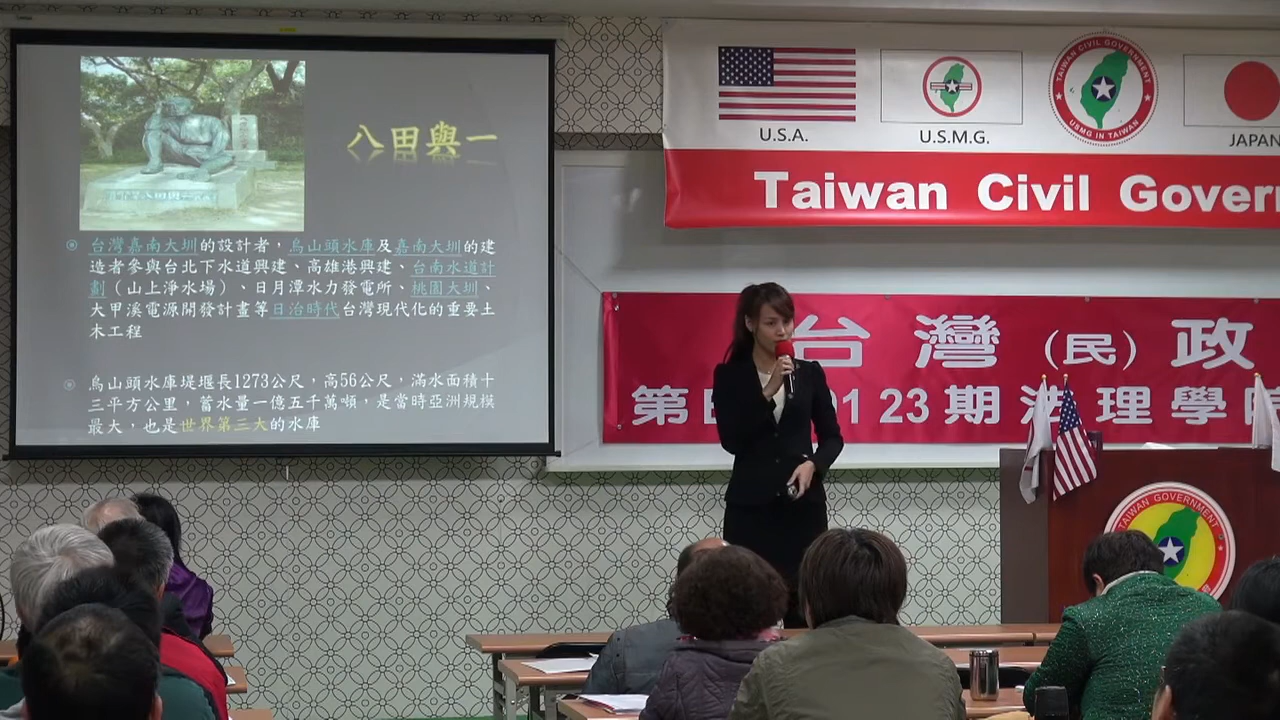 八田與一
台灣嘉南大圳的設計者,烏山頭水庫及嘉南大圳的建
造者參與台北下水道興建、高雄港興建、台南水道計
劃(山上淨水場)、日月潭水力發電所、桃園大圳、
大甲溪電源開發計畫等日治時代台灣現代化的重要土
木工程
烏山頭水庫堤堰長1273公尺,高56公尺,滿水面積十
三平方公里,蓄水量一億五千萬噸,是當時亞洲規模
最大,也是世界第三大的水庫
U.S.A.
U.S.M.G.
TAIWAN CIVIL GOVERNMENT
USMG IN TAIWAN
JAPAN
Taiwan Civil Govern
台灣(民)政
第 01 23期法理學院
TAIWAN GOVERNMENT